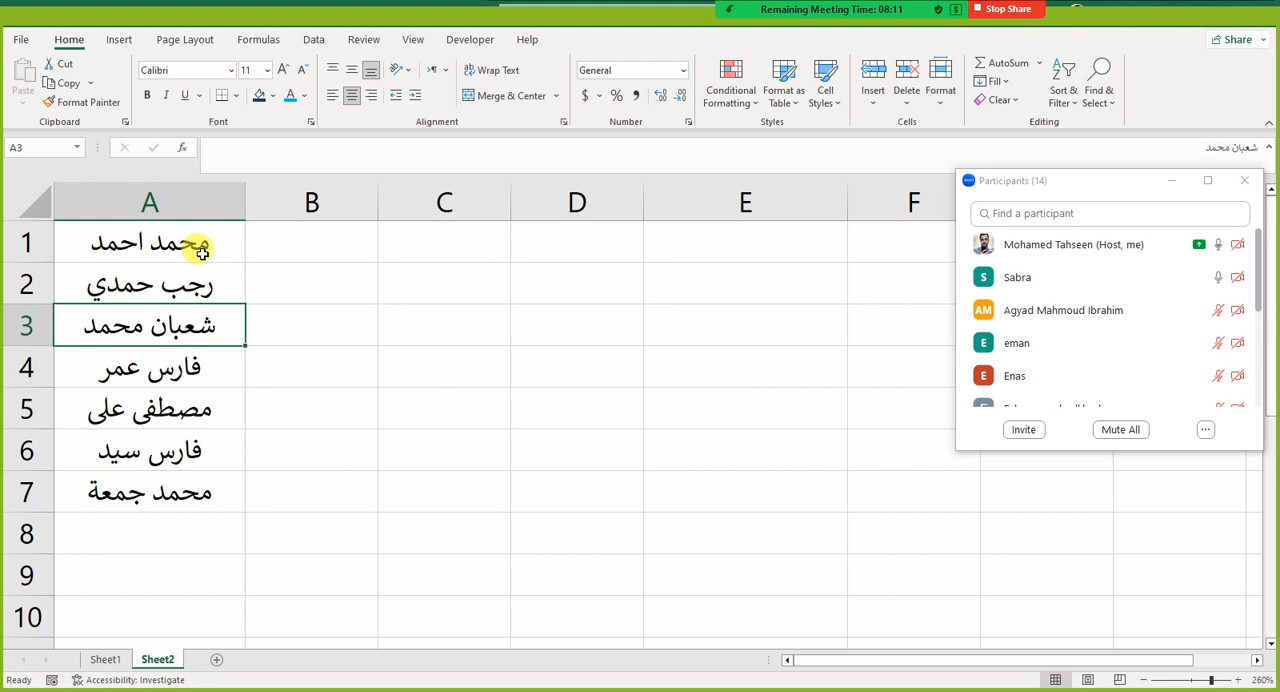 Remaining Meeting Time: 08:11
Stop Share
File Home Insert Page Layout Formulas Data Review View Developer Help
Share
Paste
Cut
Copy
Format Painter
Clipboard
Calibri 11
B I U
Font
Wrap Text
Merge & Center
Alignment
General
$ % 9
Number
Conditional Formatting
Format as Table
Cell Styles
Styles
Insert Delete Format
Cells
AutoSum
Fill
Clear
Sort & Filter
Find & Select
Editing
A3
fx
شعبان محمد
A B C D E F
1 محمد احمد
2 رجب حمدي
3 شعبان محمد
4 فارس عمر
5 مصطفى على
6 فارس سيد
7 محمد جمعة
8
9
10
Participants (14)
Find a participant
Mohamed Tahseen (Host, me)
S Sabra
AM Agyad Mahmoud Ibrahim
E eman
E Enas
Invite Mute All ...
Sheet1 Sheet2
Ready
Accessibility: Investigate
260%